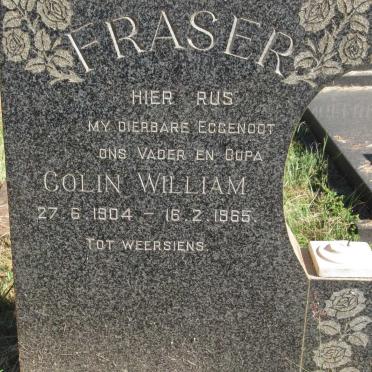 FRASER
HIER RUS
MY DIERBARE EGGENOOT
ONS VADER EN OUPA
COLIN WILLIAM
27.6.1904 – 16.2.1965.
TOT WEERSIENS.